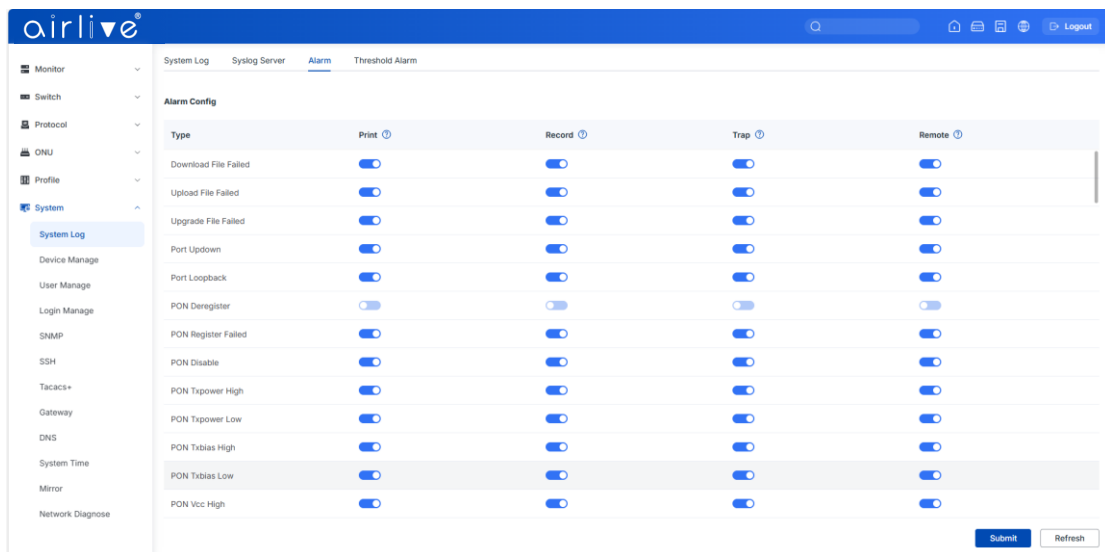 airlive®
Logout
Monitor
Switch
Protocol
ONU
Profile
System
System Log
Device Manage
User Manage
Login Manage
SNMP
SSH
Tacacs+
Gateway
DNS
System Time
Mirror
Network Diagnose
System Log Syslog Server Alarm Threshold Alarm
Alarm Config
Type Print Record Trap Remote
Download File Failed
Upload File Failed
Upgrade File Failed
Port Updown
Port Loopback
PON Deregister
PON Register Failed
PON Disable
PON Txpower High
PON Txpower Low
PON Txbias High
PON Txbias Low
PON Vcc High
Submit Refresh